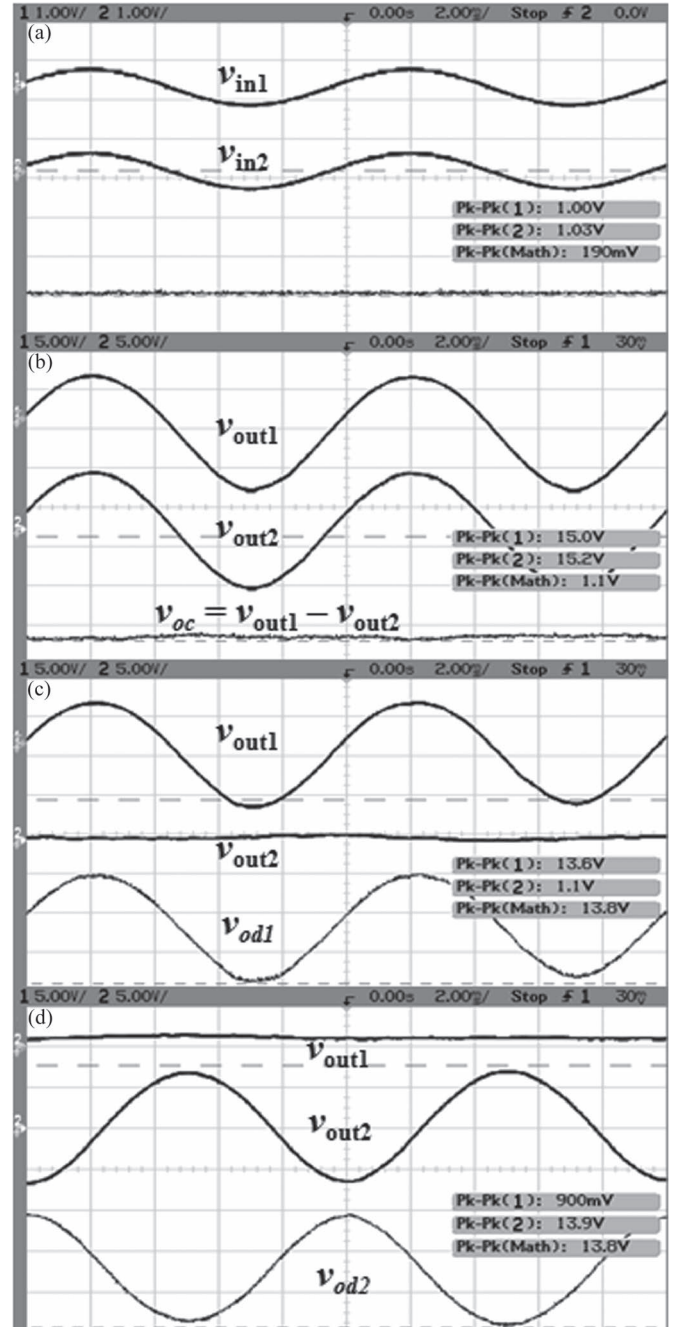 1 1.00V/ 2 1.00V/ 0.00s 2.00ms/ Stop 2 0.0V
(a)
vin1
vin2
Pk-Pk(1): 1.00V
Pk-Pk(2): 1.03V
Pk-Pk(Math): 190mV
1 5.00V/ 2 5.00V/ 0.00s 2.00ms/ Stop 1 30
(b)
vout1
vout2
Pk-Pk(1): 15.0V
Pk-Pk(2): 15.2V
Pk-Pk(Math): 1.1V
voc = vout1 − vout2
1 5.00V/ 2 5.00V/ 0.00s 2.00ms/ Stop 1 30
(c)
vout1
vout2
Pk-Pk(1): 13.6V
Pk-Pk(2): 1.1V
Pk-Pk(Math): 13.8V
vod1
1 5.00V/ 2 5.00V/ 0.00s 2.00ms/ Stop 1 30
(d)
vout1
vout2
Pk-Pk(1): 900mV
Pk-Pk(2): 13.9V
Pk-Pk(Math): 13.8V
vod2